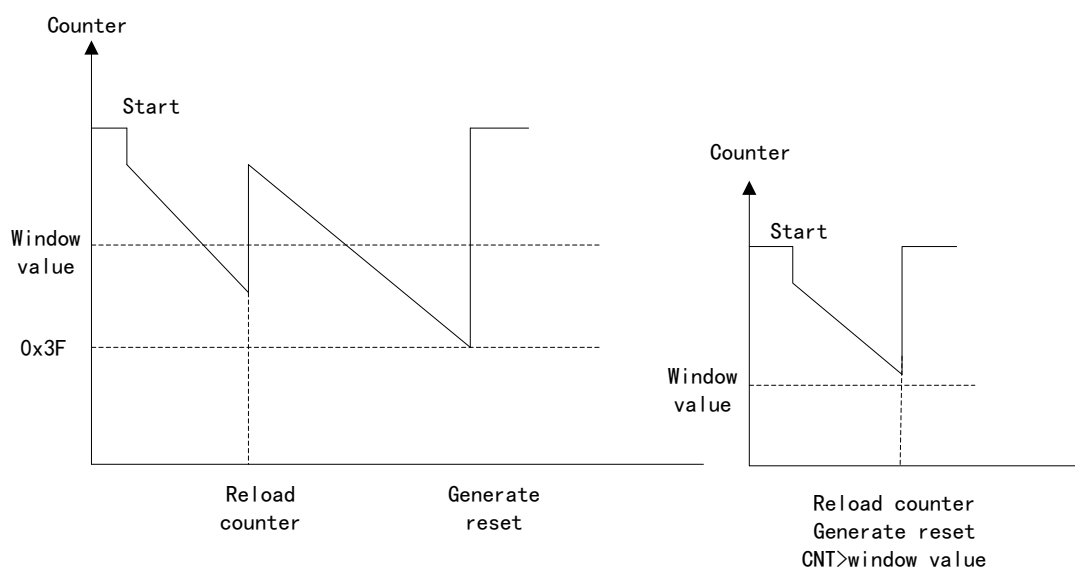 Counter
Start
Window
value
0x3F
Reload
counter
Generate
reset
Counter
Start
Window
value
Reload counter
Generate reset
CNT>window value